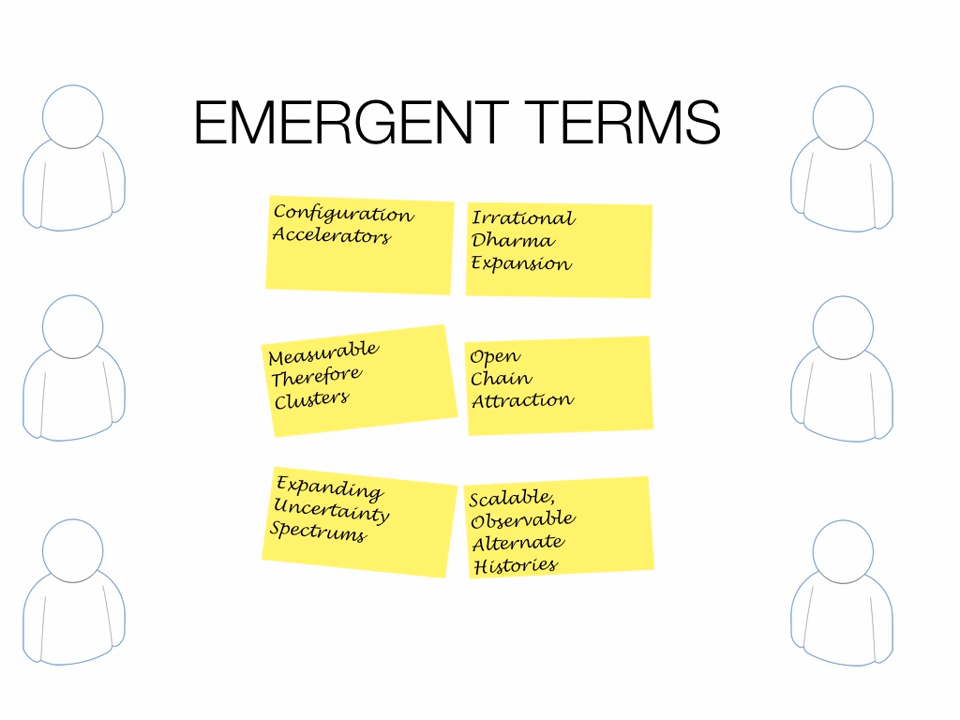 EMERGENT TERMS
Configuration
Accelerators
Irrational
Dharma
Expansion
Measurable
Therefore
Clusters
Open
Chain
Attraction
Expanding
Uncertainty
Spectrums
Scalable,
Observable
Alternate
Histories